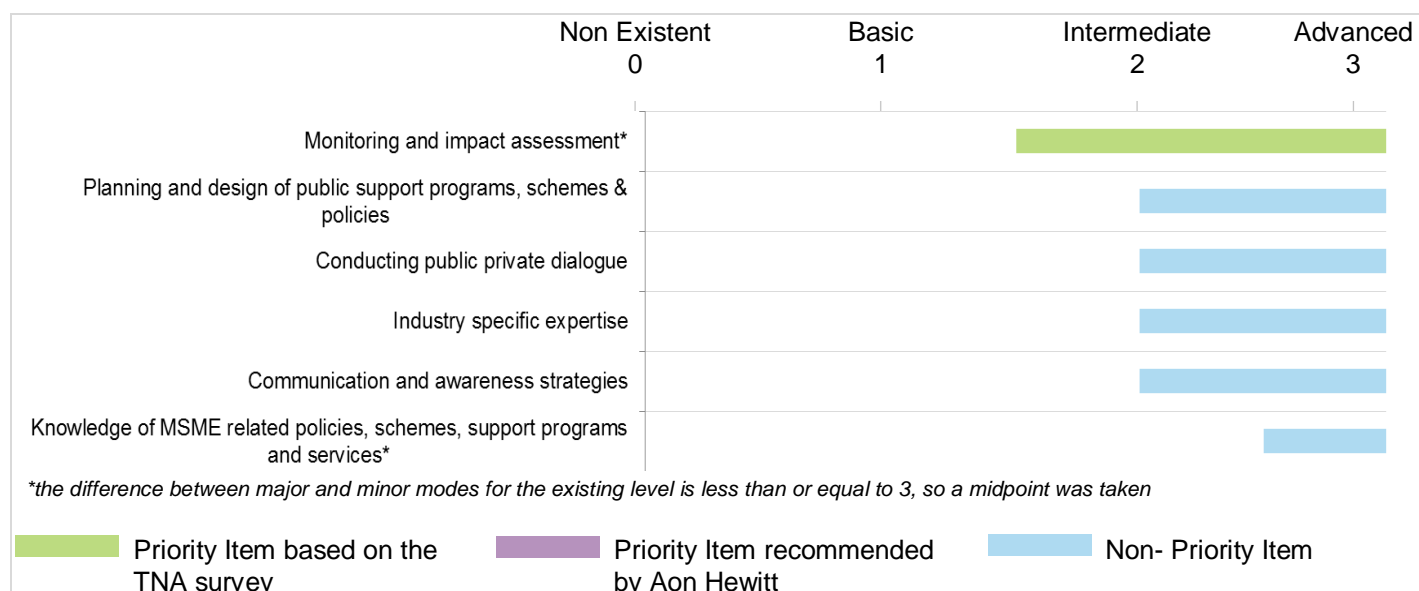 Non Existent Basic Intermediate Advanced
0 1 2 3
Monitoring and impact assessment*
Planning and design of public support programs, schemes &
policies
Conducting public private dialogue
Industry specific expertise
Communication and awareness strategies
Knowledge of MSME related policies, schemes, support programs
and services*
*the difference between major and minor modes for the existing level is less than or equal to 3, so a midpoint was taken
Priority Item based on the
TNA survey
Priority Item recommended
by Aon Hewitt
Non- Priority Item